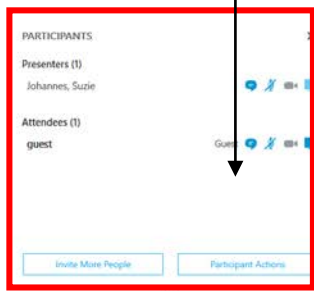 PARTICIPANTS
Presenters (1)
Johannes, Suzie
Attendees (1)
guest Guest
Invite More People Participant Actions